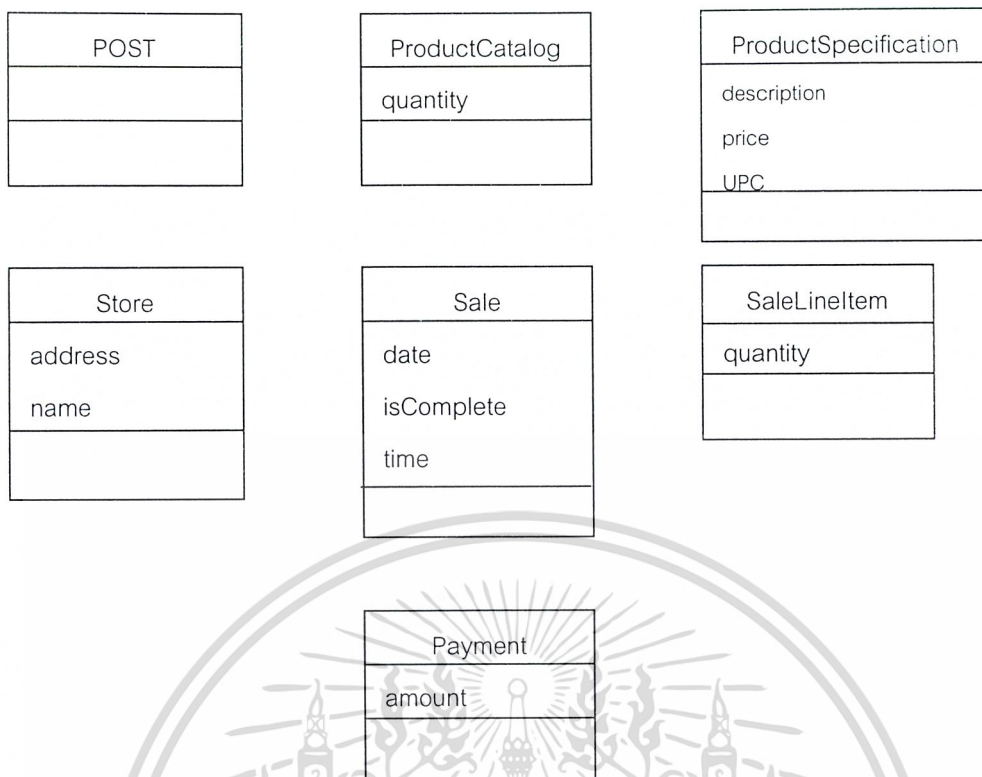 POST
ProductCatalog
quantity
ProductSpecification
description
price
UPC
Store
address
name
Sale
date
isComplete
time
SaleLineItem
quantity
Payment
amount